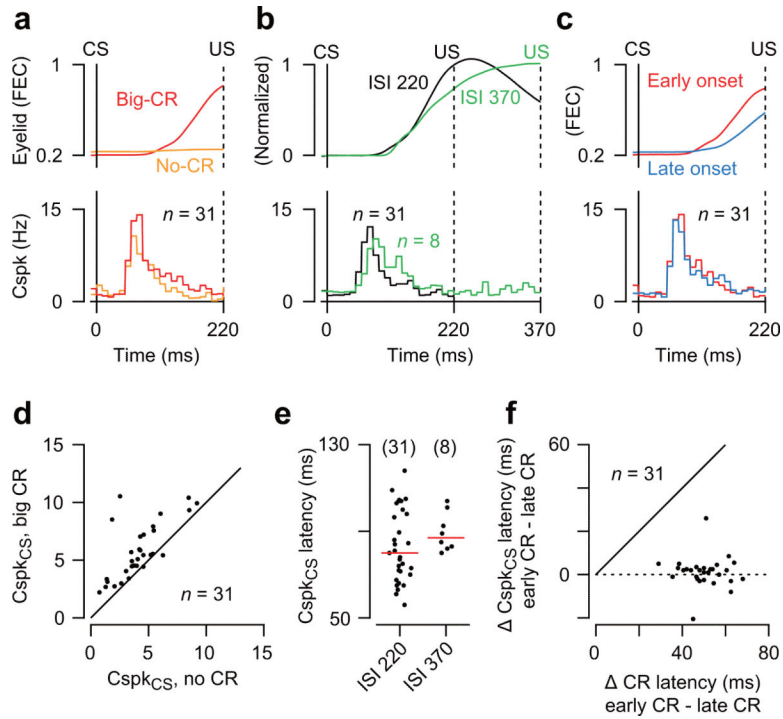 a
CS
US
Eyelid (FEC)
1
0.2
Big-CR
No-CR
Cspk (Hz)
15
0
n = 31
0
220
Time (ms)
b
CS
US
US
(Normalized)
1
0
ISI 220
ISI 370
15
0
n = 31
n = 8
0
220
370
Time (ms)
c
CS
US
(FEC)
1
0.2
Early onset
Late onset
15
0
n = 31
0
220
Time (ms)
d
CspkCS, big CR
15
10
5
0
n = 31
0
5
10
15
CspkCS, no CR
e
CspkCS latency (ms)
130
50
(31)
(8)
ISI 220
ISI 370
f
Δ CspkCS latency (ms)
early CR - late CR
60
0
n = 31
0
40
80
Δ CR latency (ms)
early CR - late CR